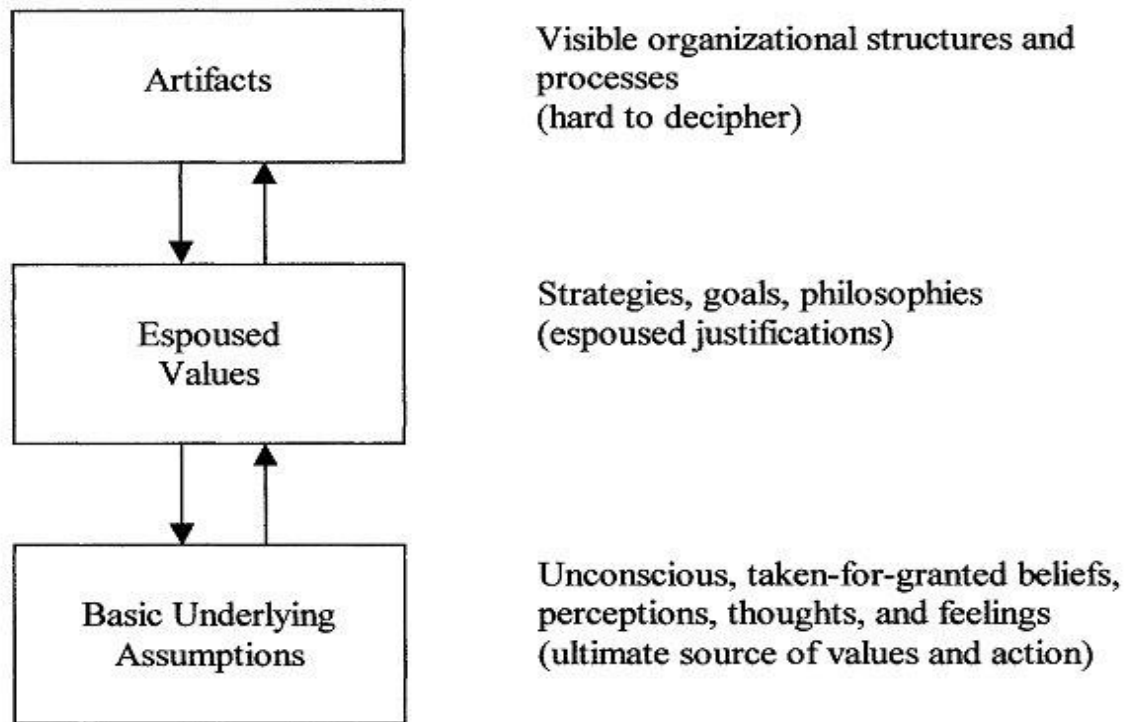 Artifacts
Visible organizational structures and
processes
(hard to decipher)
Espoused
Values
Strategies, goals, philosophies
(espoused justifications)
Basic Underlying
Assumptions
Unconscious, taken-for-granted beliefs,
perceptions, thoughts, and feelings
(ultimate source of values and action)